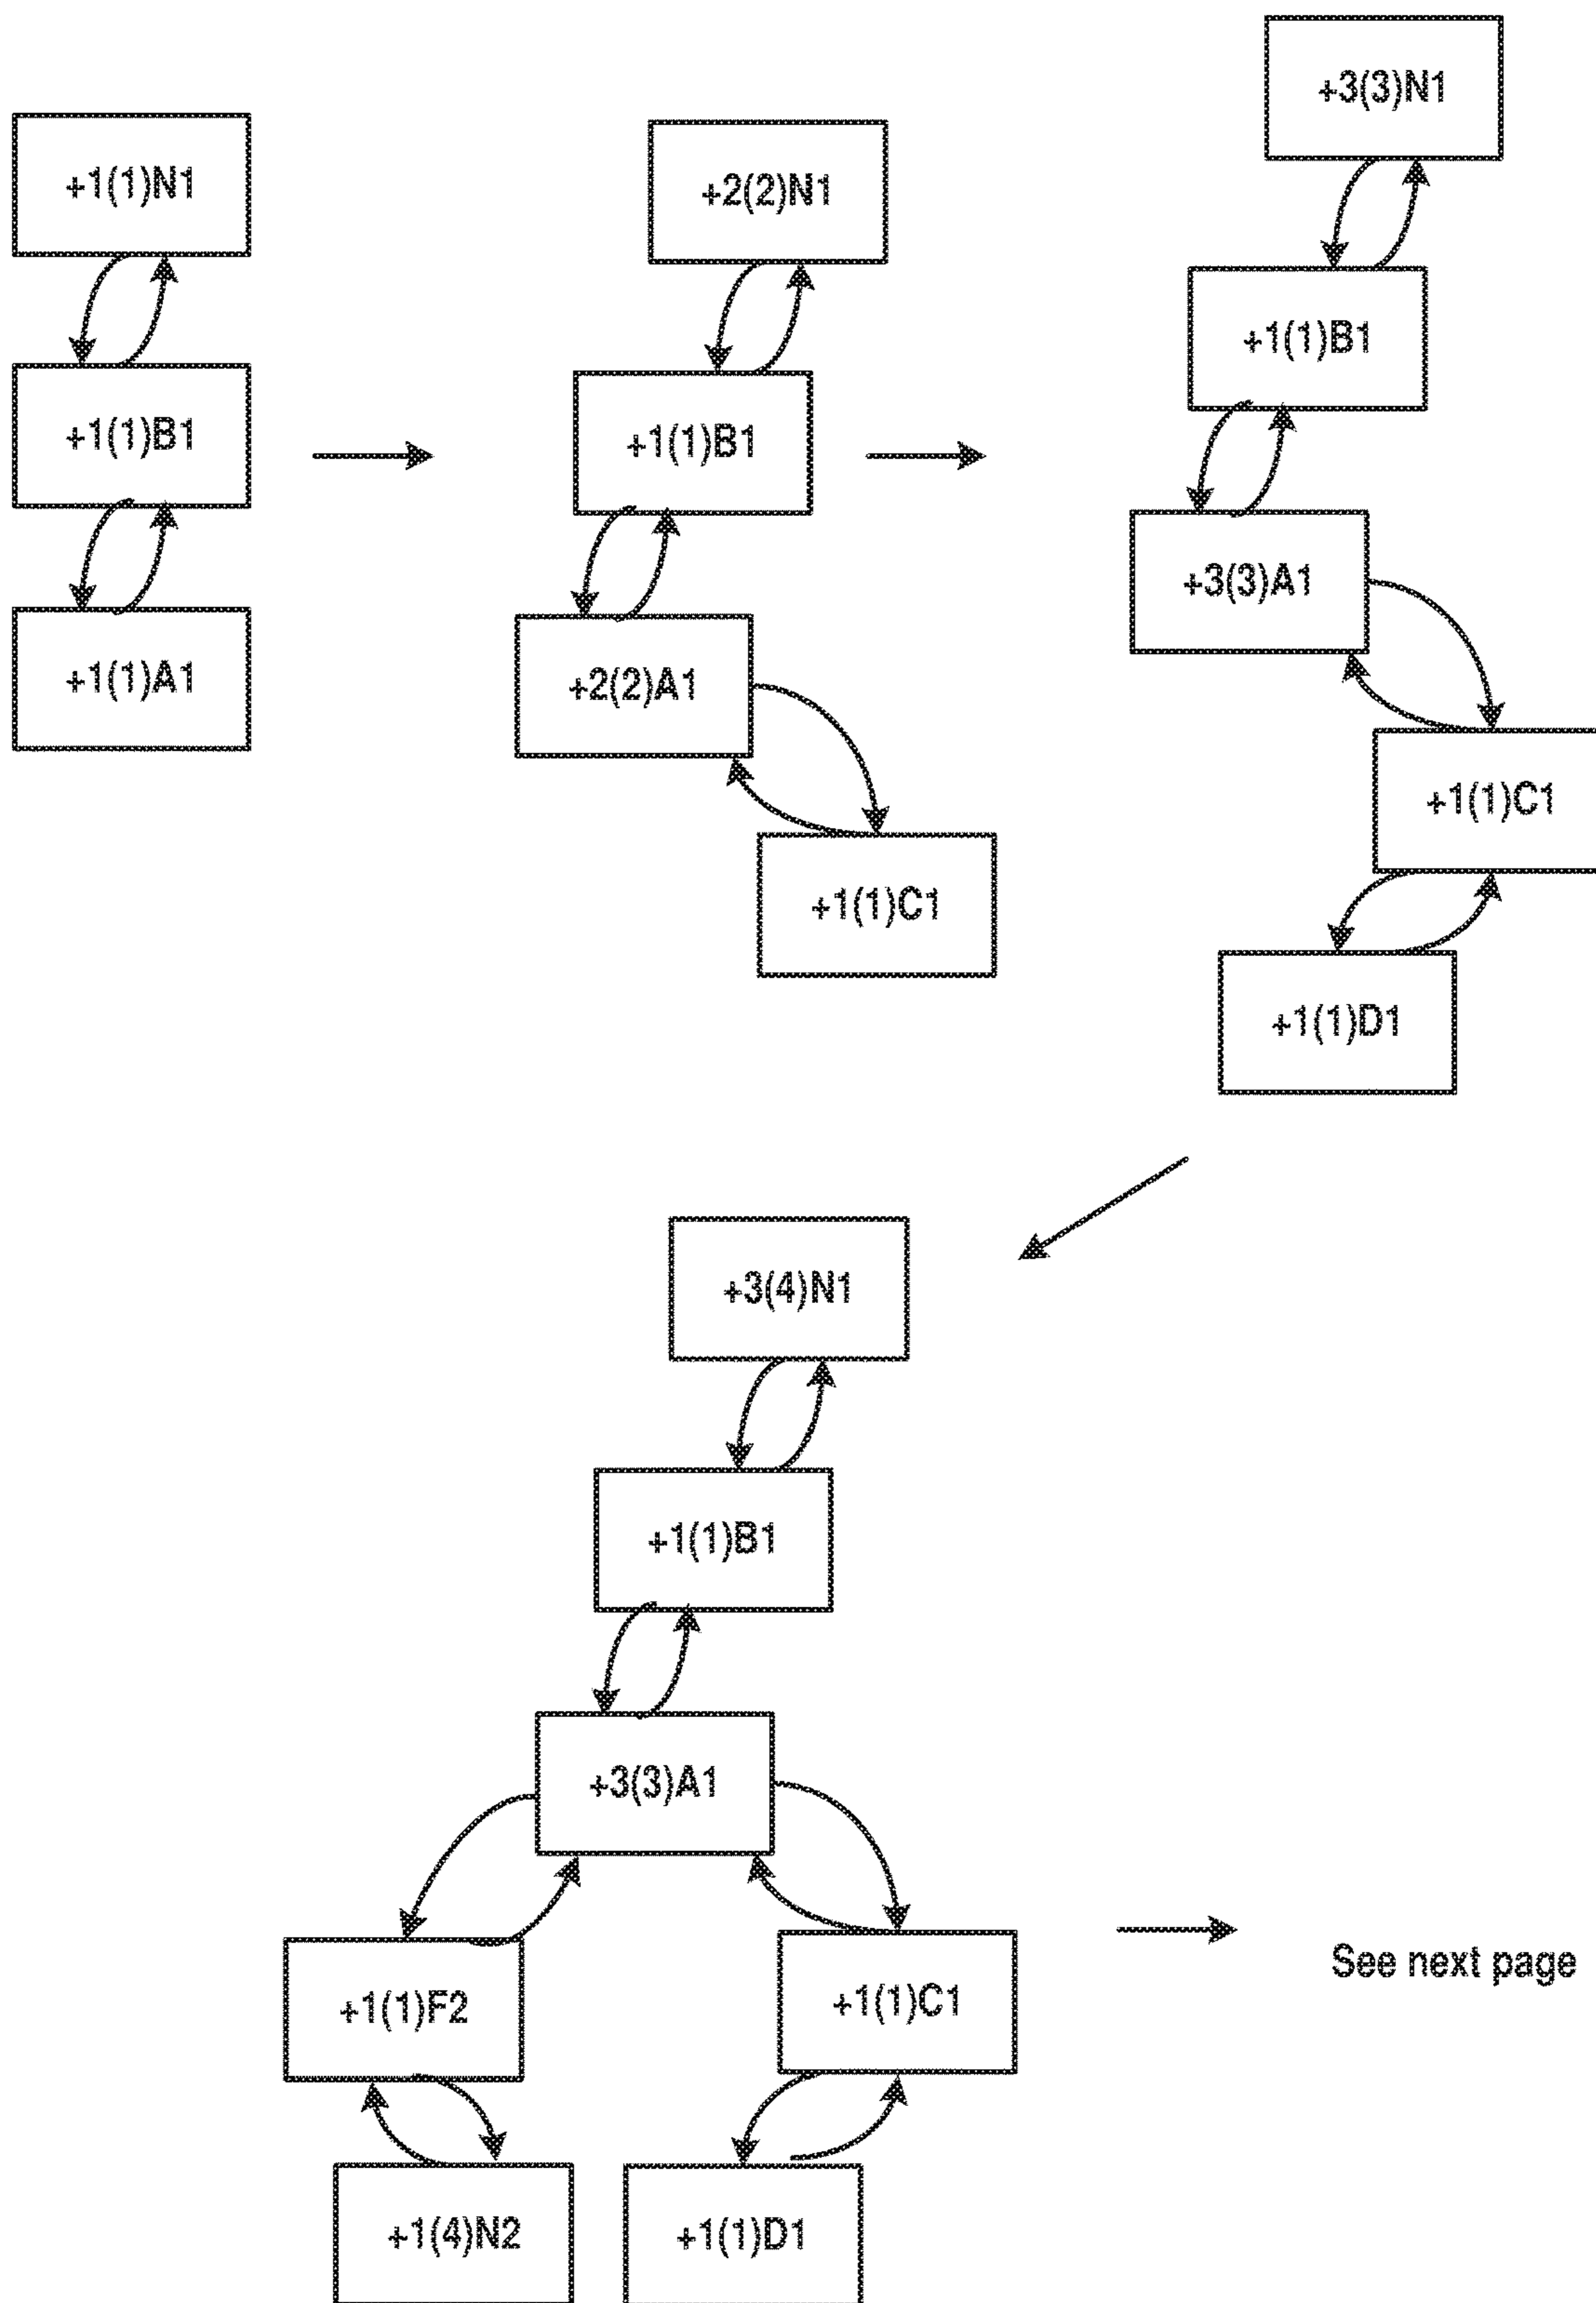 +1(1)N1
+1(1)B1
+1(1)A1
+2(2)N1
+1(1)B1
+2(2)A1
+1(1)C1
+3(3)N1
+1(1)B1
+3(3)A1
+1(1)C1
+1(1)D1
+3(4)N1
+1(1)B1
+3(3)A1
+1(1)F2
+1(1)C1
+1(4)N2
+1(1)D1
See next page